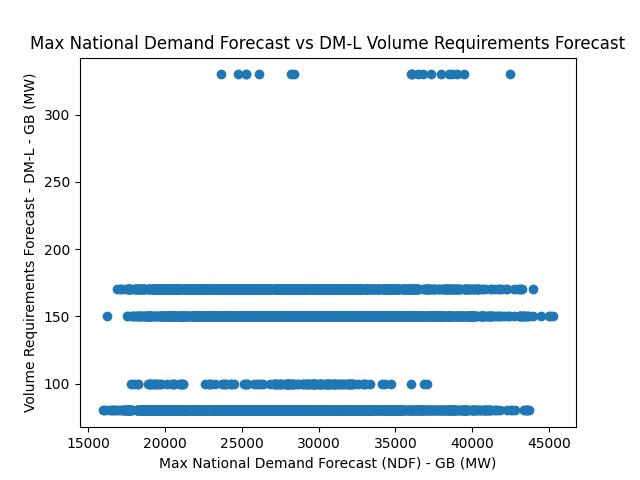 Max National Demand Forecast vs DM-L Volume Requirements Forecast
Volume Requirements Forecast - DM-L - GB (MW)
300
250
200
150
100
15000 20000 25000 30000 35000 40000 45000
Max National Demand Forecast (NDF) - GB (MW)